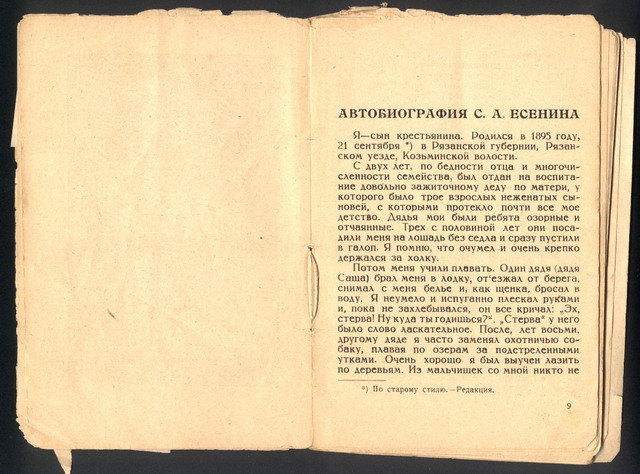 АВТОБИОГРАФИЯ С. А. ЕСЕНИНА
Я—сын крестьянина. Родился в 1895 году,
21 сентября *) в Рязанской губернии, Рязан-
ском уезде, Козьминской волости.
С двух лет, по бедности отца и многочи-
сленности семейства, был отдан на воспита-
ние довольно зажиточному деду по матери, у
которого было трое взрослых неженатых сы-
новей, с которыми протекло почти все мое
детство. Дядья мои были ребята озорные и
отчаянные. Трех с половиной лет они поса-
дили меня на лошадь без седла и сразу пустили
в галоп. Я помню, что очумел и очень крепко
держался за холку.
Потом меня учили плавать. Один дядя (дядя
Саша) брал меня в лодку, от'езжал от берега,
снимал с меня белье и, как щенка, бросал в
воду. Я неумело и испуганно плескал руками
и, пока не захлебывался, он все кричал: „Эх,
стерва! Ну куда ты годишься?“. „Стерва“ у него
было слово ласкательное. После, лет восьми,
другому дяде я часто заменял охотничью со-
баку, плавая по озерам за подстреленными
утками. Очень хорошо я был выучен лазить
по деревьям. Из мальчишек со мной никто не
*) По старому стилю.—Редакция.
9